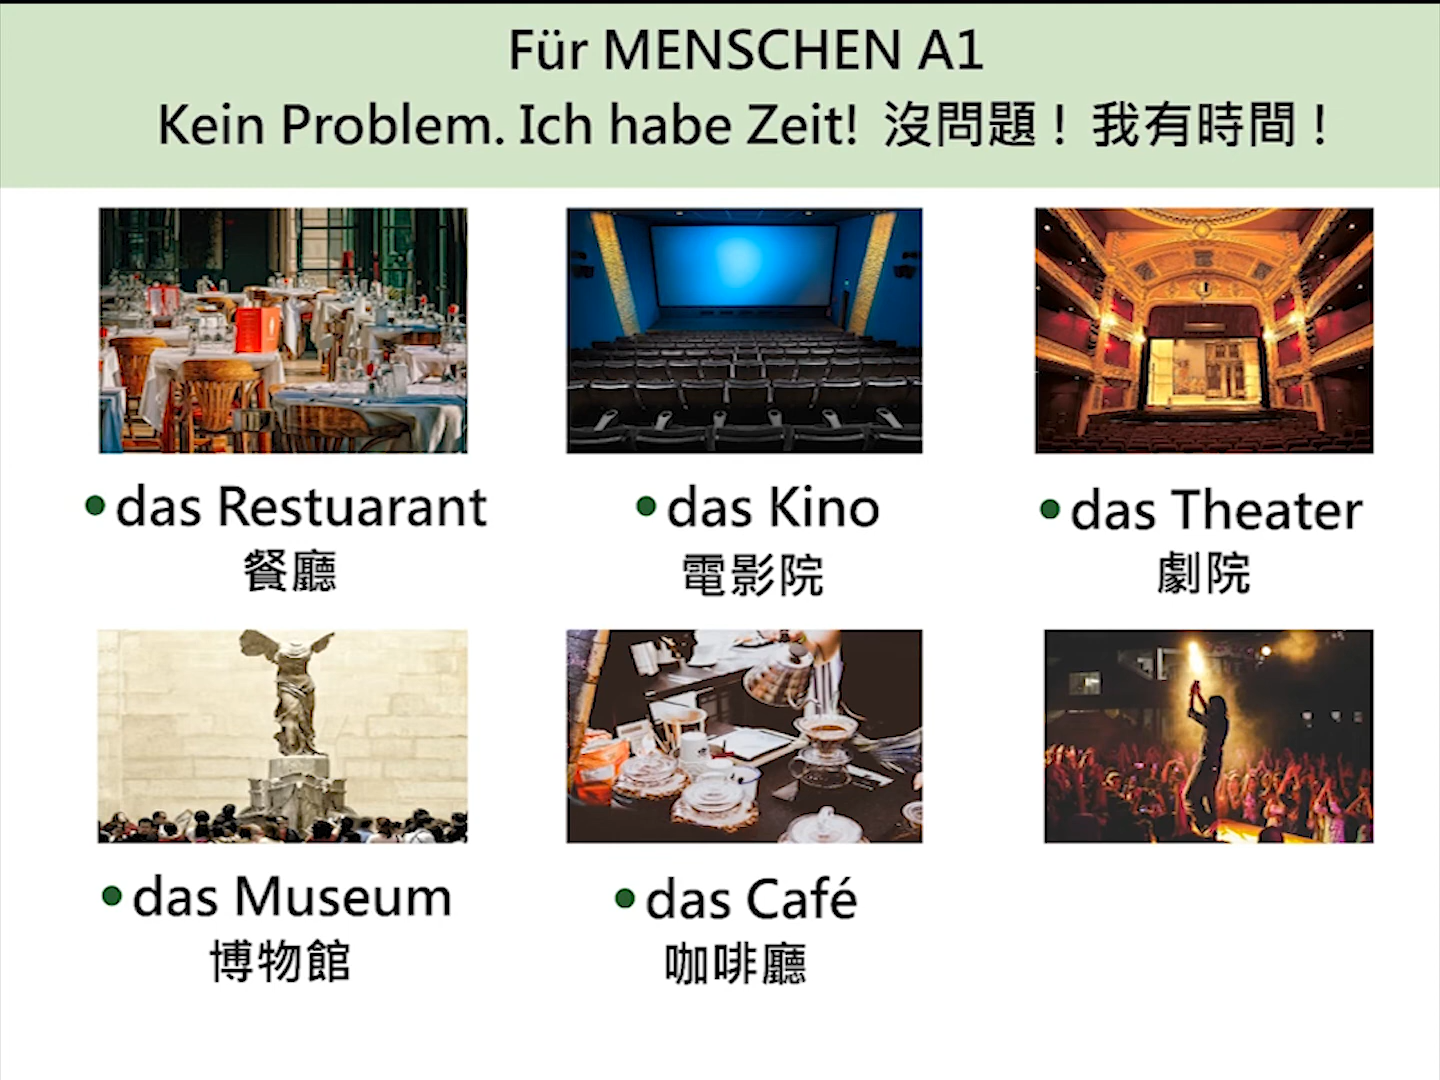 Für MENSCHEN A1
Kein Problem. Ich habe Zeit! 沒問題！我有時間！
• das Restuarant
餐廳
• das Kino
電影院
• das Theater
劇院
• das Museum
博物館
• das Café
咖啡廳